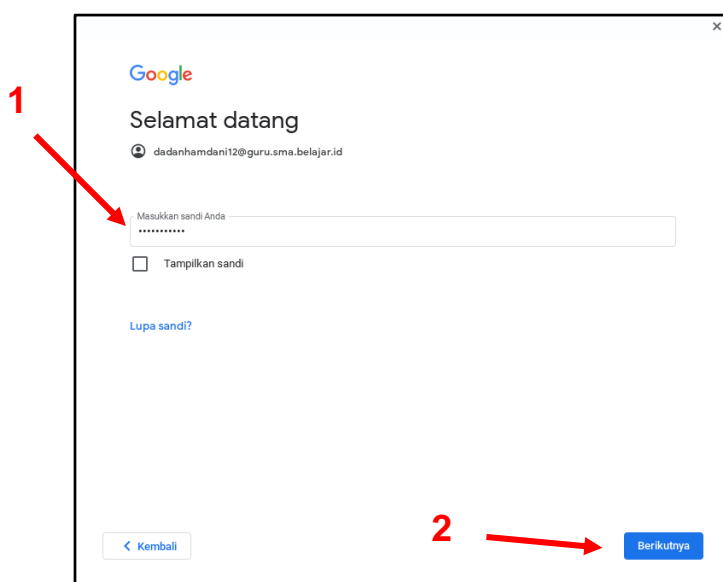 Google
1
Selamat datang
dadanhamdani12@guru.sma.belajar.id
Masukkan sandi Anda
•••••••••••
Tampilkan sandi
Lupa sandi?
2
Kembali
Berikutnya